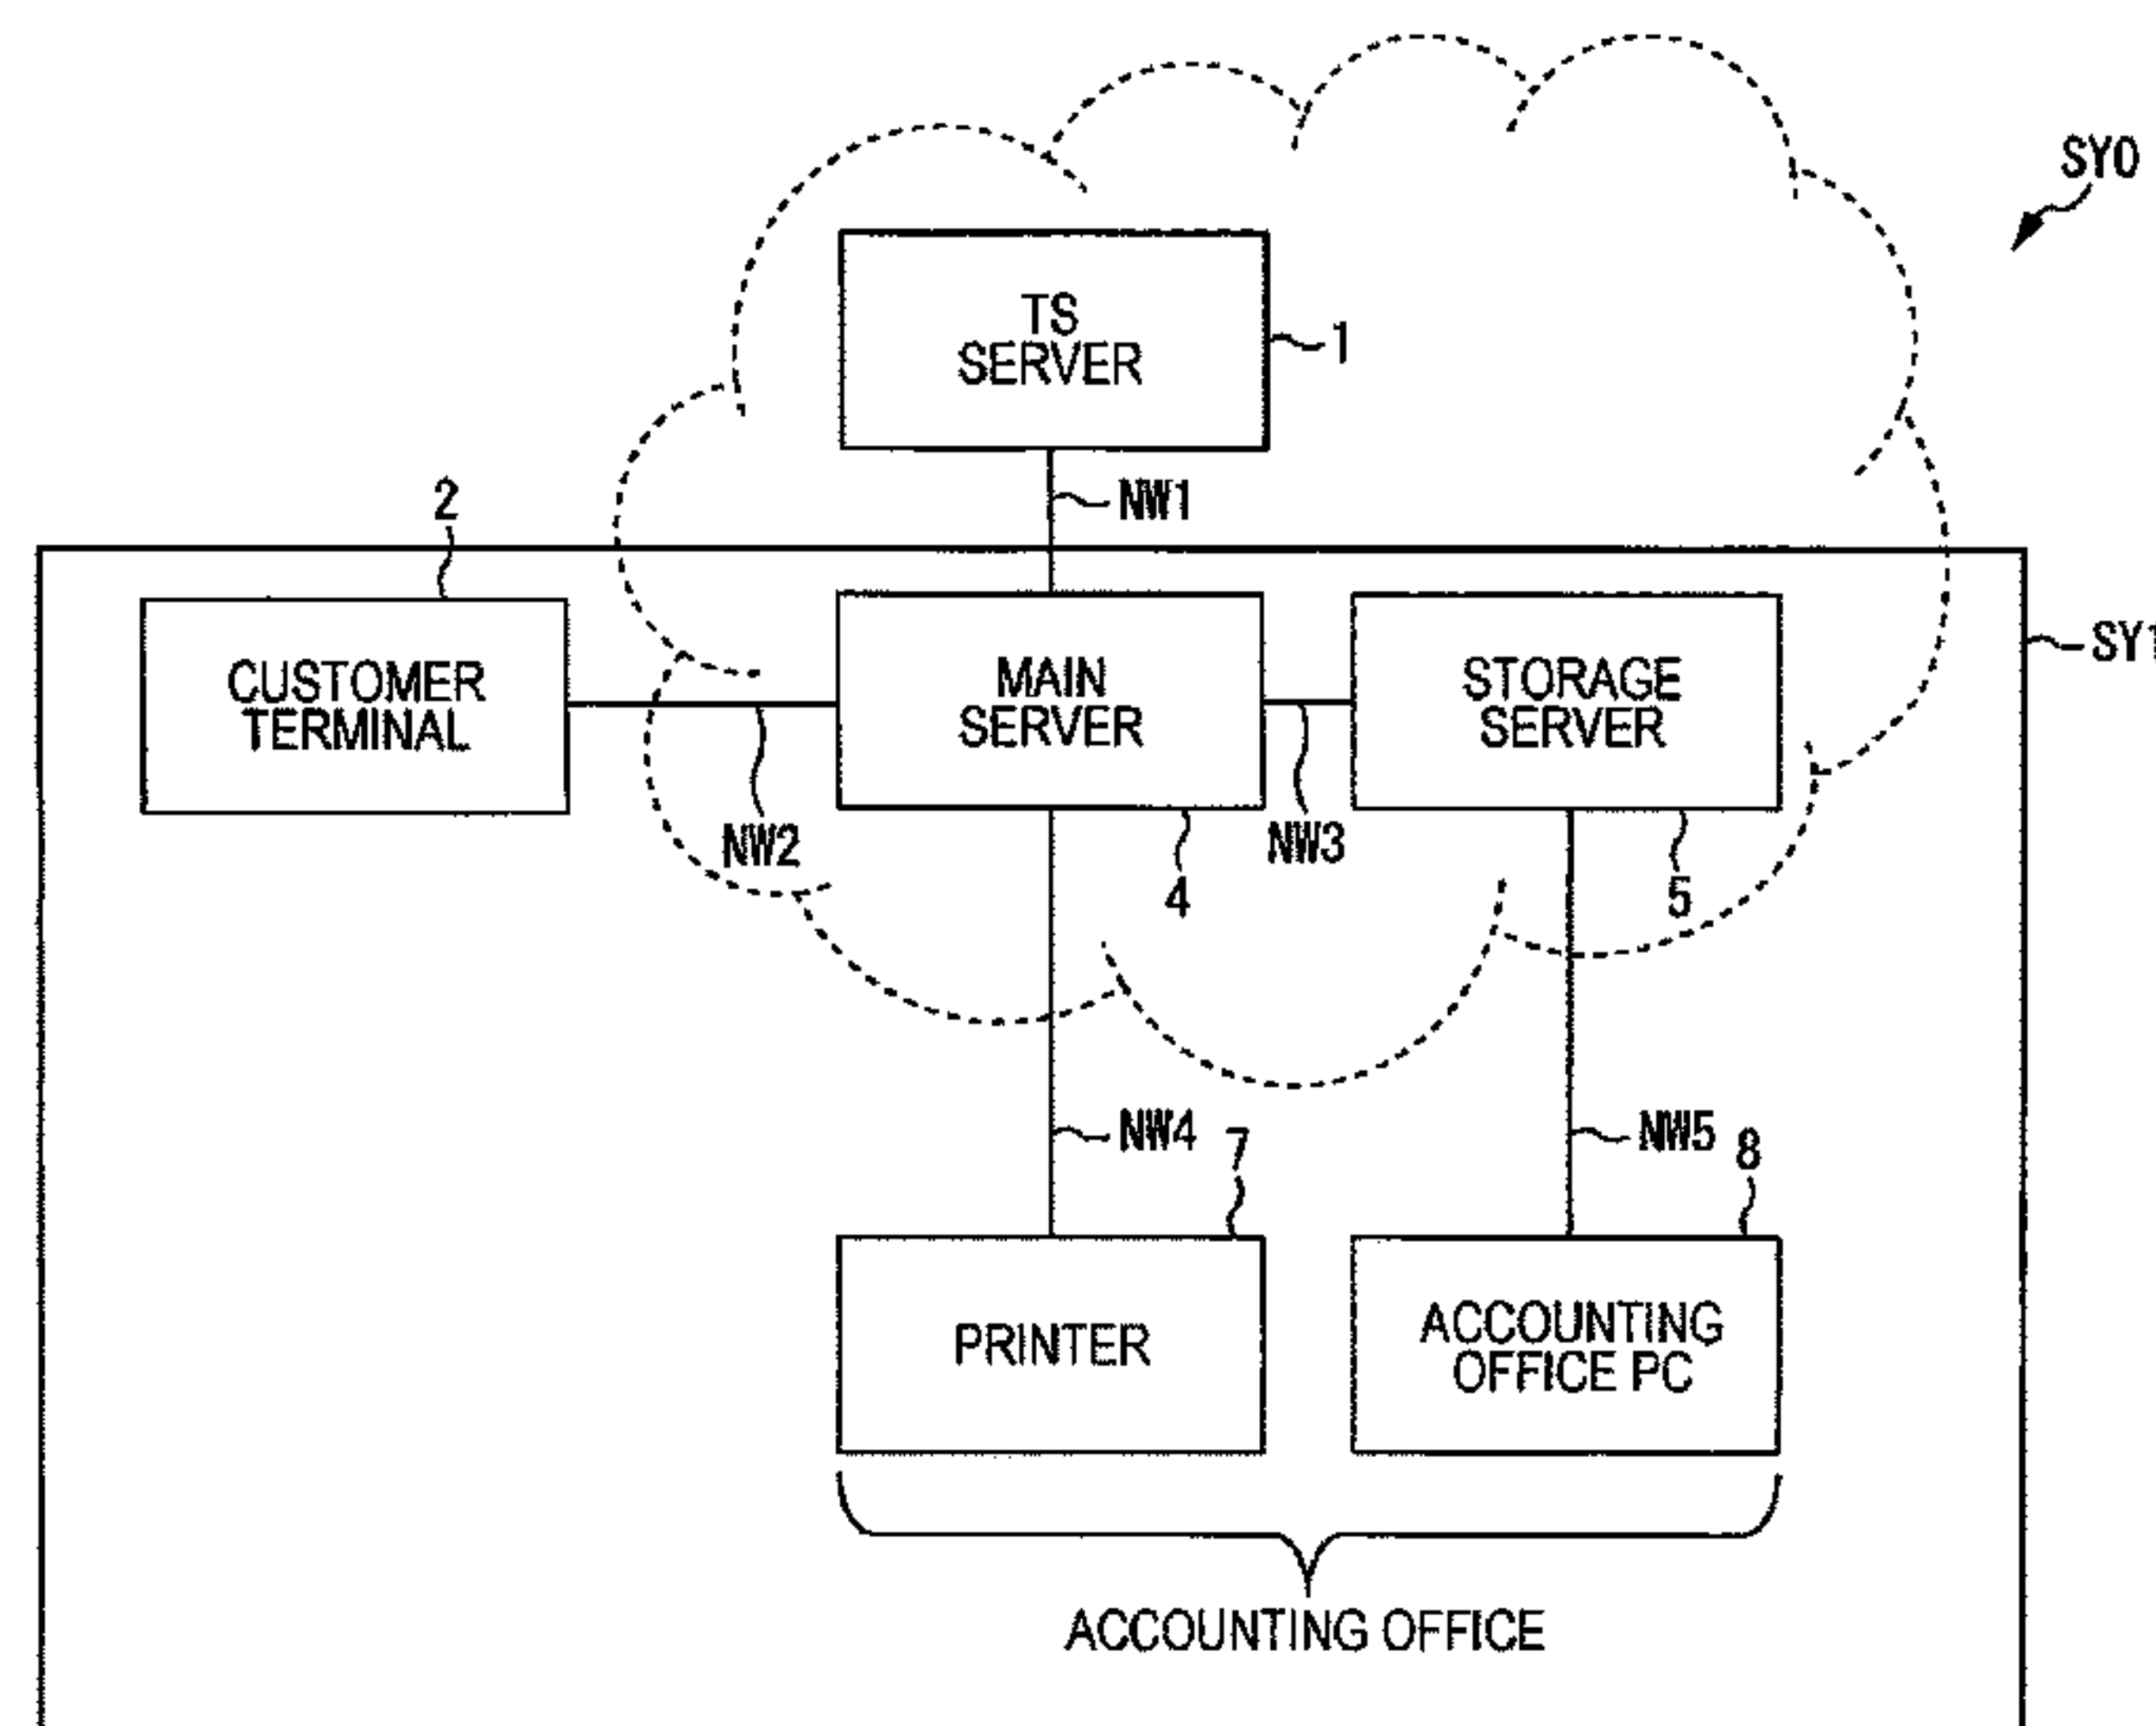 SY0
TS
SERVER
1
NW1
2
CUSTOMER
TERMINAL
MAIN
SERVER
STORAGE
SERVER
SY1
NW2
NW3
4
5
NW4
7
NW5
8
PRINTER
ACCOUNTING
OFFICE PC
ACCOUNTING OFFICE